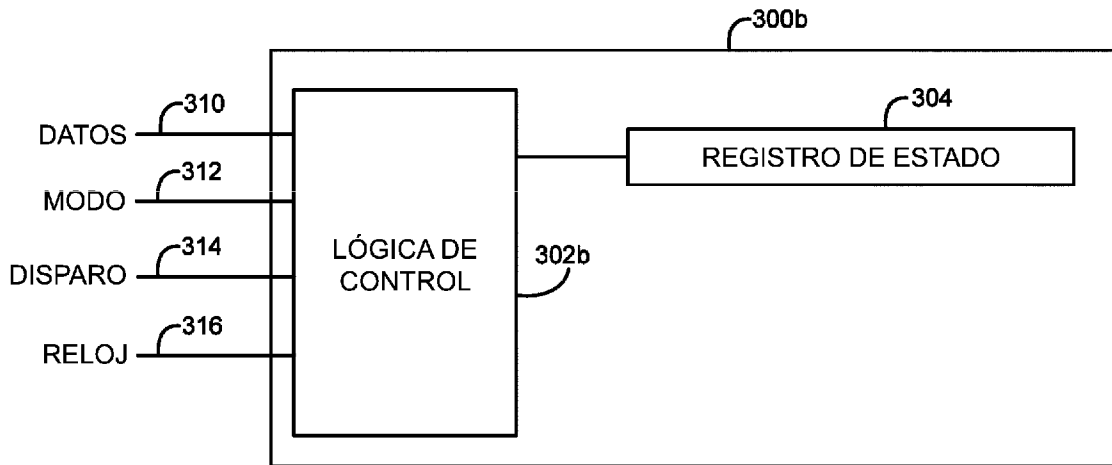 300b
310
DATOS
304
REGISTRO DE ESTADO
312
MODO
314
DISPARO
LÓGICA DE
CONTROL
302b
316
RELOJ